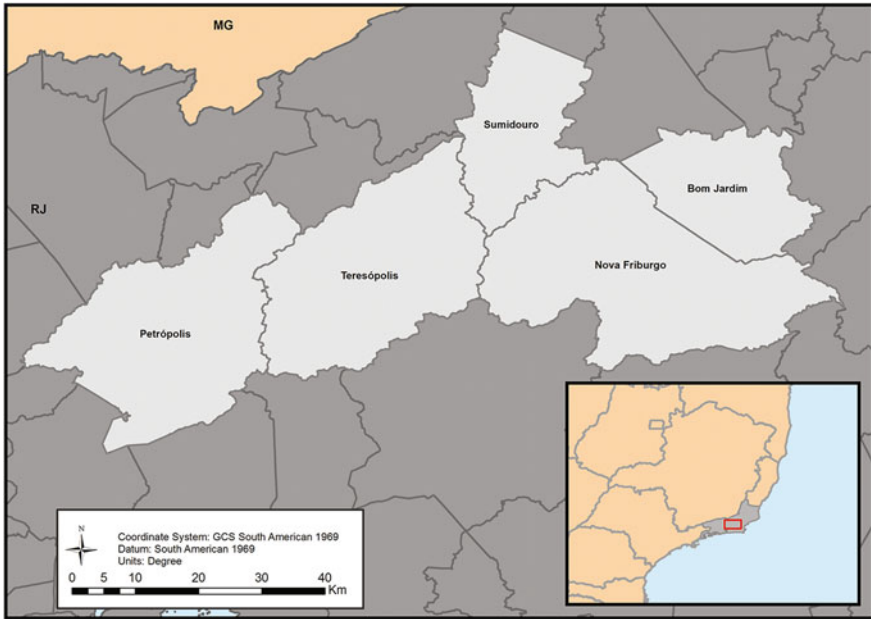 MG
Sumidouro
Bom Jardim
RJ
Nova Friburgo
Teresópolis
Petrópolis
N
Coordinate System: GCS South American 1969
Datum: South American 1969
Units: Degree
0 5 10 20 30 40
Km